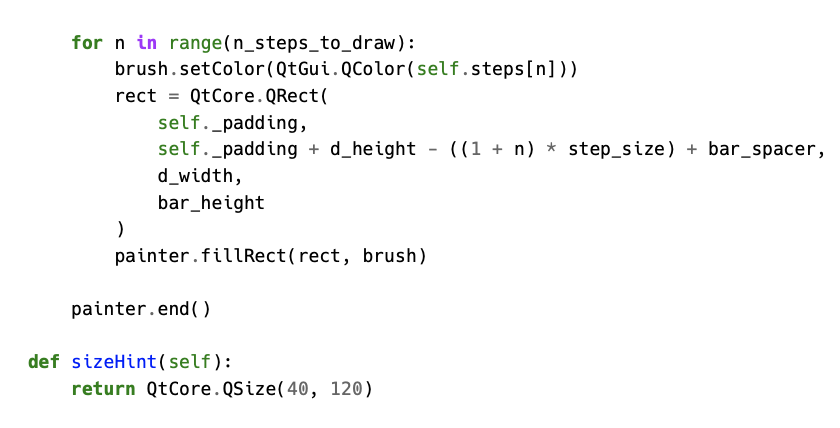 for n in range(n_steps_to_draw):
        brush.setColor(QtGui.QColor(self.steps[n]))
        rect = QtCore.QRect(
            self._padding,
            self._padding + d_height - ((1 + n) * step_size) + bar_spacer,
            d_width,
            bar_height
        )
        painter.fillRect(rect, brush)

    painter.end()

def sizeHint(self):
    return QtCore.QSize(40, 120)